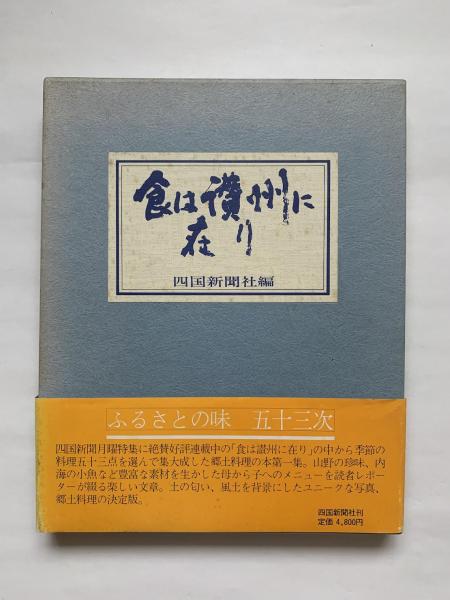 食は讃州に
在り
四国新聞社編
ふるさとの味 五十三次
四国新聞月曜特集に絶賛好評連載中の「食は讃州に在り」の中から季節の
料理五十三点を選んで集大成した郷土料理の本第一集。山野の珍味、内
海の小魚など豊富な素材を生かした母から子へのメニューを読者レポー
ターが綴る楽しい文章。土の匂い、風土を背景にしたユニークな写真、
郷土料理の決定版。
四国新聞社刊
定価 4,800円